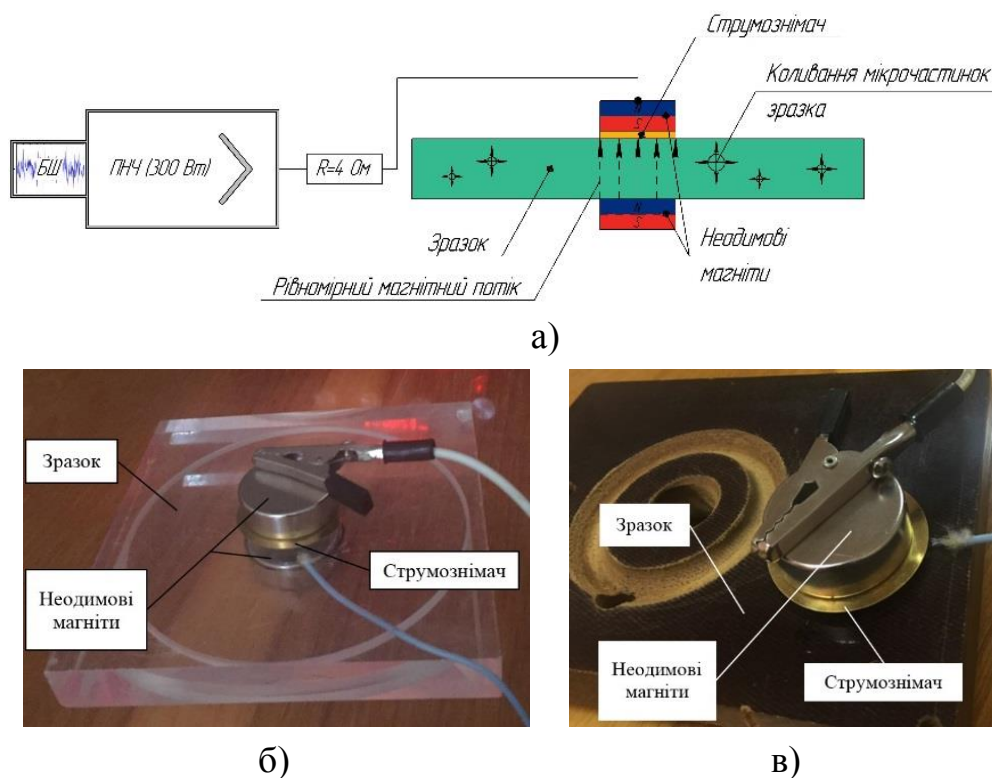 Струмознімач
Коливання мікрочастинок
зразка
БШ
ПНЧ (300 Вт)
R=4 Ом
N
S
N
S
Зразок
Неодимові
магніти
Рівномірний магнітний потік
а)
Зразок
Струмознімач
Неодимові
магніти
б)
Зразок
Неодимові
магніти
Струмознімач
в)